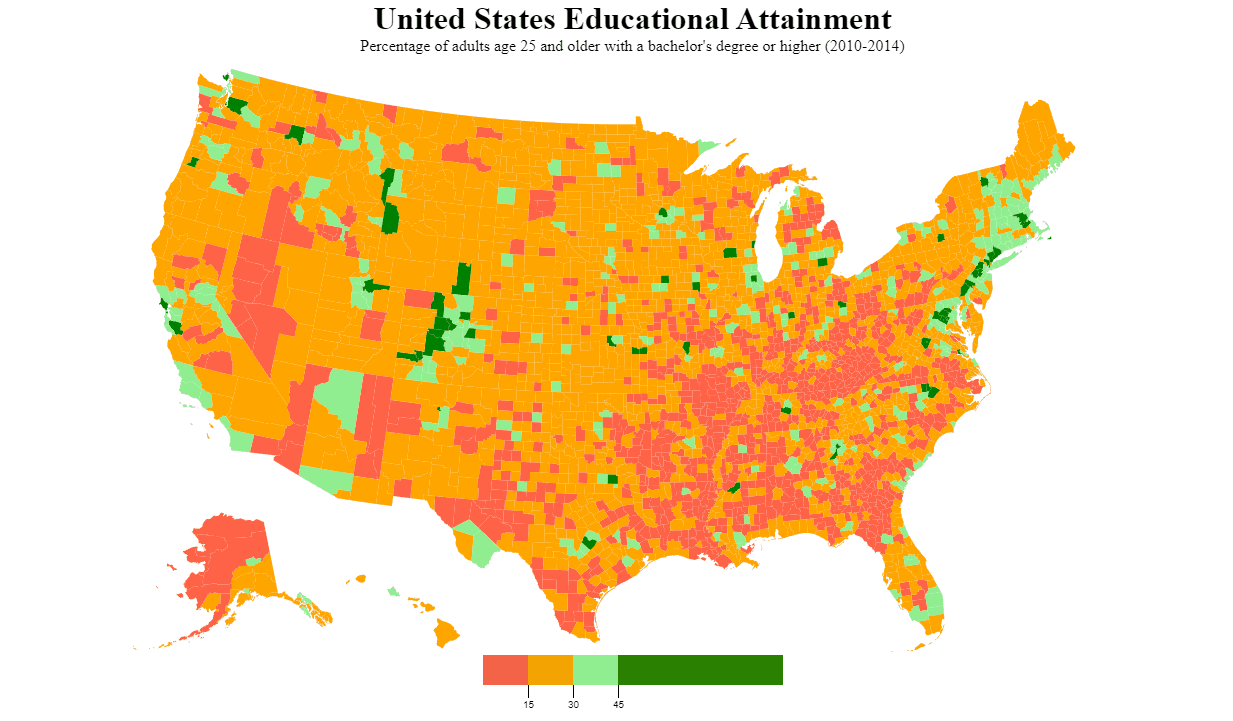 United States Educational Attainment
Percentage of adults age 25 and older with a bachelor's degree or higher (2010-2014)
15 30 45